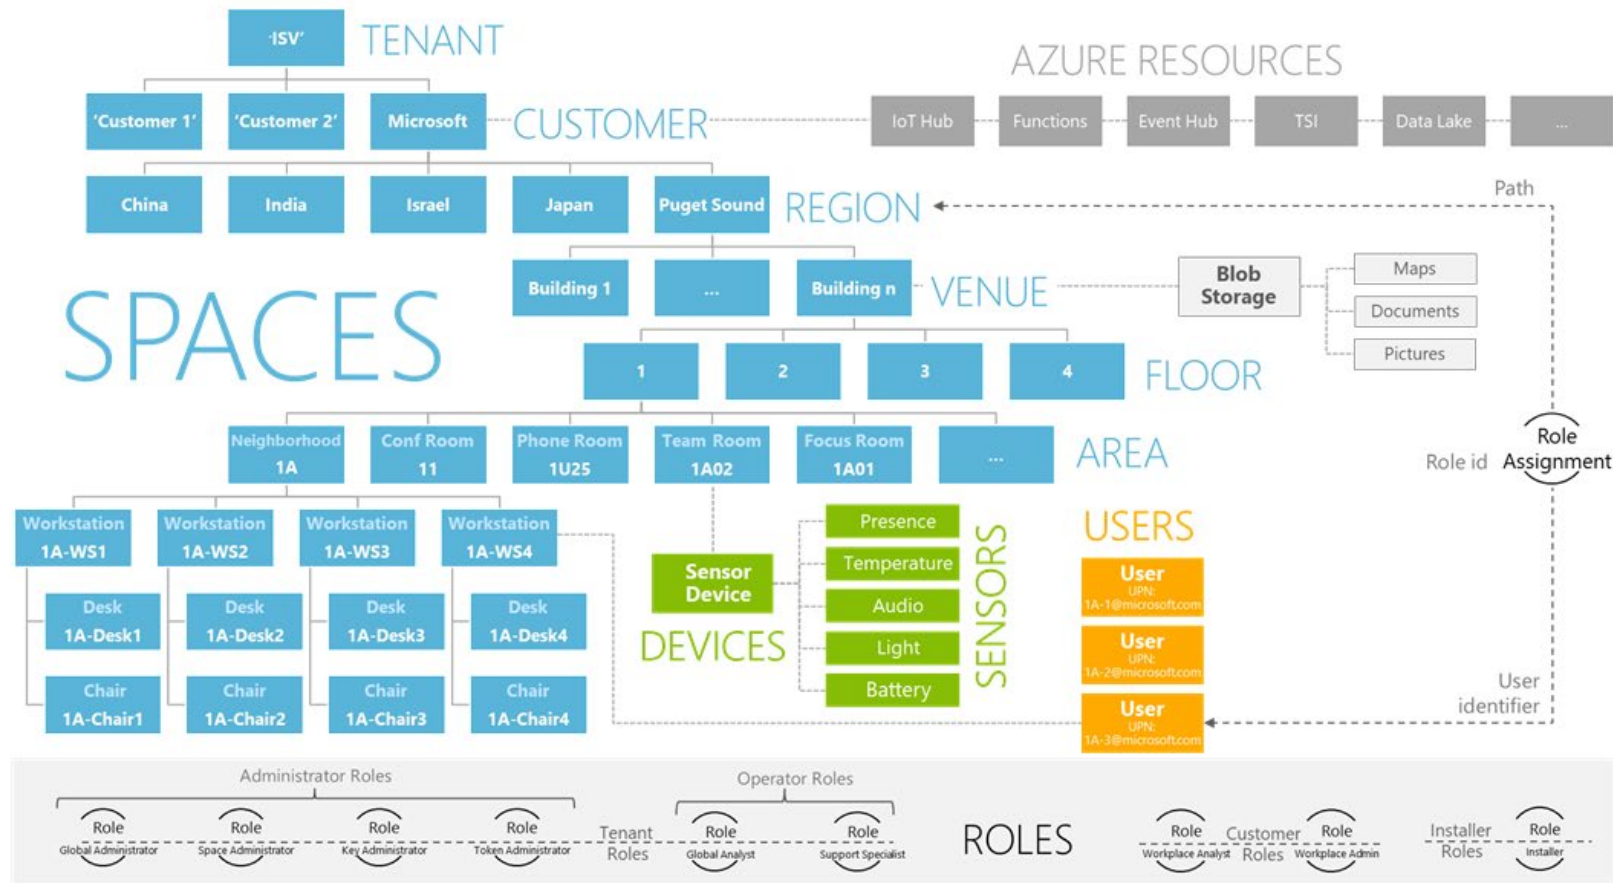 'ISV'
TENANT
AZURE RESOURCES
'Customer 1'
'Customer 2'
Microsoft
CUSTOMER
IoT Hub
Functions
Event Hub
TSI
Data Lake
...
China
India
Israel
Japan
Puget Sound
REGION
Path
SPACES
Building 1
...
Building n
VENUE
Blob
Storage
Maps
Documents
Pictures
1
2
3
4
FLOOR
Neighborhood
1A
Conf Room
11
Phone Room
1U25
Team Room
1A02
Focus Room
1A01
...
AREA
Role id
Role
Assignment
Workstation
1A-WS1
Workstation
1A-WS2
Workstation
1A-WS3
Workstation
1A-WS4
Desk
1A-Desk1
Desk
1A-Desk2
Desk
1A-Desk3
Desk
1A-Desk4
Chair
1A-Chair1
Chair
1A-Chair2
Chair
1A-Chair3
Chair
1A-Chair4
Sensor
Device
DEVICES
Presence
Temperature
Audio
Light
Battery
SENSORS
USERS
User
UPN:
1A-1@microsoft.com
User
UPN:
1A-2@microsoft.com
User
UPN:
1A-3@microsoft.com
User
identifier
Administrator Roles
Role
Global Administrator
Role
Space Administrator
Role
Key Administrator
Role
Token Administrator
Tenant
Roles
Operator Roles
Role
Global Analyst
Role
Support Specialist
ROLES
Role
Workplace Analyst
Customer
Roles
Role
Workplace Admin
Installer
Roles
Role
Installer